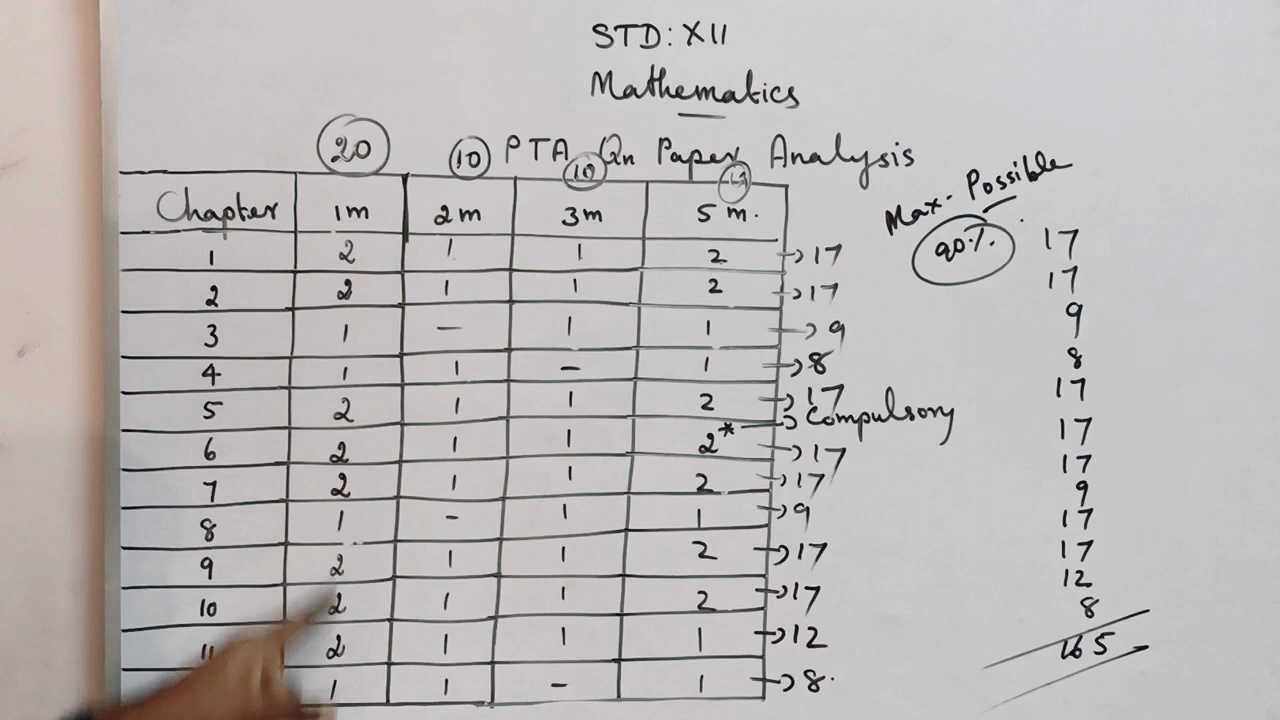 STD: XII
Mathematics
20 10 PTA Qn Paper Analysis
10
Max. Possible
90%.
Chapter 1m 2m 3m 5m.
1 2 1 1 2 → 17
2 2 1 1 2 → 17
3 1 – 1 1 → 9
4 1 1 – 1 → 8
5 2 1 1 2 → 17
→ Compulsory
6 2 1 1 2* → 17
7 2 1 1 2 → 17
8 1 - 1 1 → 9
9 2 1 1 2 → 17
10 2 1 1 2 → 17
11 2 1 1 1 → 12
1 1 – 1 → 8.
17
17
9
8
17
17
17
9
17
17
12
8
165